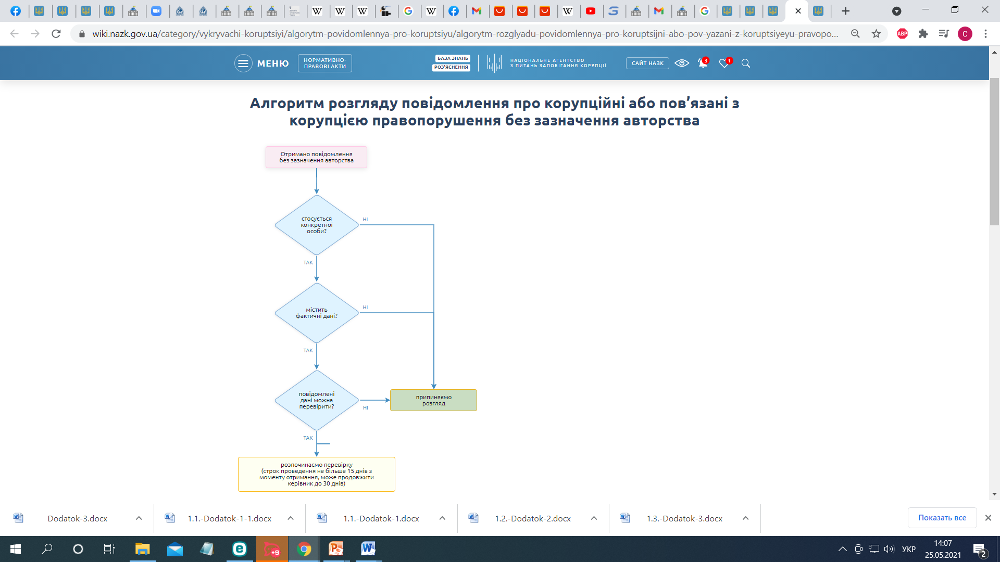 wiki.nazk.gov.ua/category/vykryvachi-koruptsiyi/algorytm-povidomlennya-pro-koruptsiyu/algorytm-rozglyadu-povidomlennya-pro-koruptsijni-abo-pov-yazani-z-koruptsiyeyu-pravopo...
ABP
C
МЕНЮ
НОРМАТИВНО-
ПРАВОВІ АКТИ
БАЗА ЗНАНЬ
РОЗ'ЯСНЕННЯ
НАЦІОНАЛЬНЕ АГЕНТСТВО
З ПИТАНЬ ЗАПОБІГАННЯ КОРУПЦІЇ
САЙТ НАЗК
3
1
Алгоритм розгляду повідомлення про корупційні або пов’язані з
корупцією правопорушення без зазначення авторства
Отримано повідомлення
без зазначення авторства
стосується
конкретної
особи?
НІ
ТАК
містить
фактичні дані?
НІ
ТАК
повідомлені
дані можна
перевірити?
НІ
припиняємо
розгляд
ТАК
розпочинаємо перевірку
(строк проведення не більше 15 днів з
моменту отримання, може продовжити
керівник до 30 днів)
Dodatok-3.docx
1.1.-Dodatok-1-1.docx
1.1.-Dodatok-1.docx
1.2.-Dodatok-2.docx
1.3.-Dodatok-3.docx
Показать все
+9
УКР
14:07
25.05.2021
2